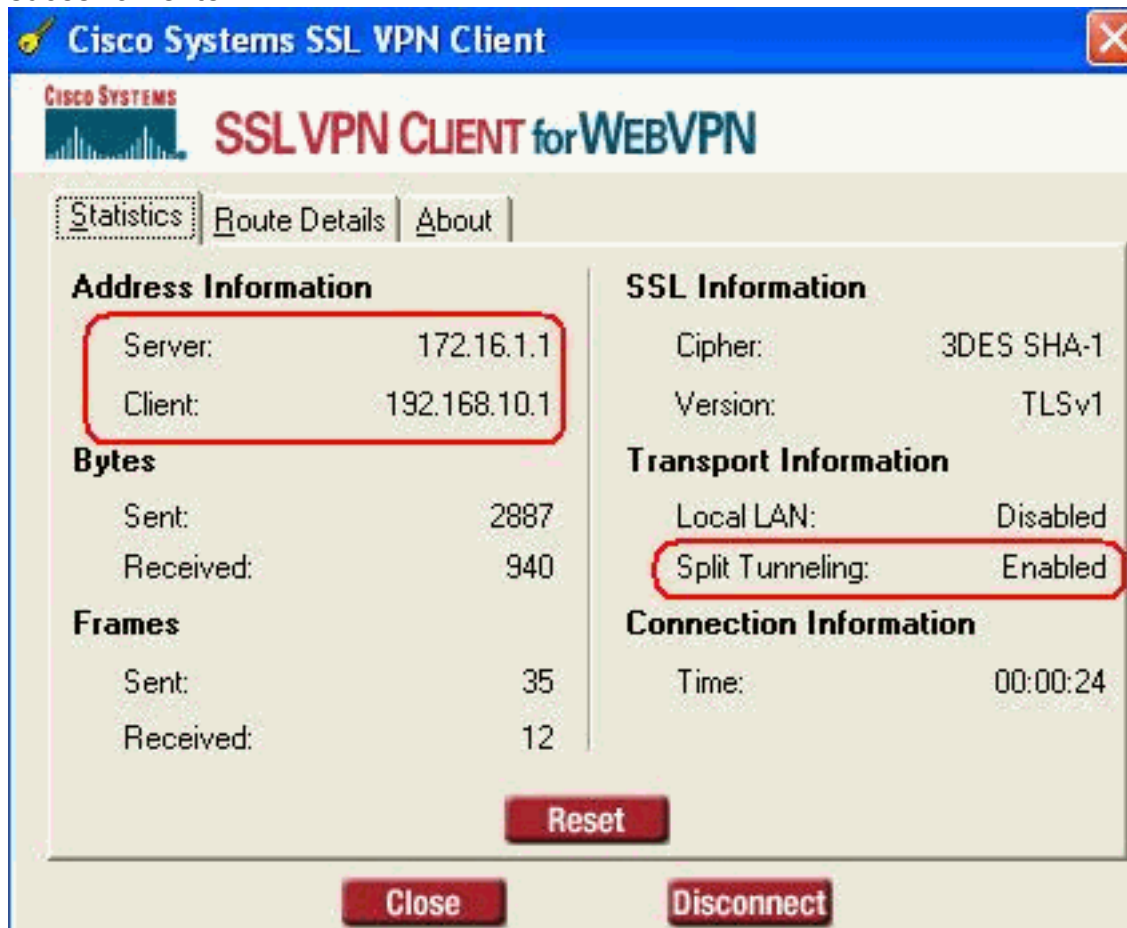 Cisco Systems SSL VPN Client
CISCO SYSTEMS
SSL VPN CLIENT for WEBVPN
Statistics Route Details About
Address Information
Server: 172.16.1.1
Client: 192.168.10.1
Bytes
Sent: 2887
Received: 940
Frames
Sent: 35
Received: 12
SSL Information
Cipher: 3DES SHA-1
Version: TLSv1
Transport Information
Local LAN: Disabled
Split Tunneling: Enabled
Connection Information
Time: 00:00:24
Reset
Close Disconnect